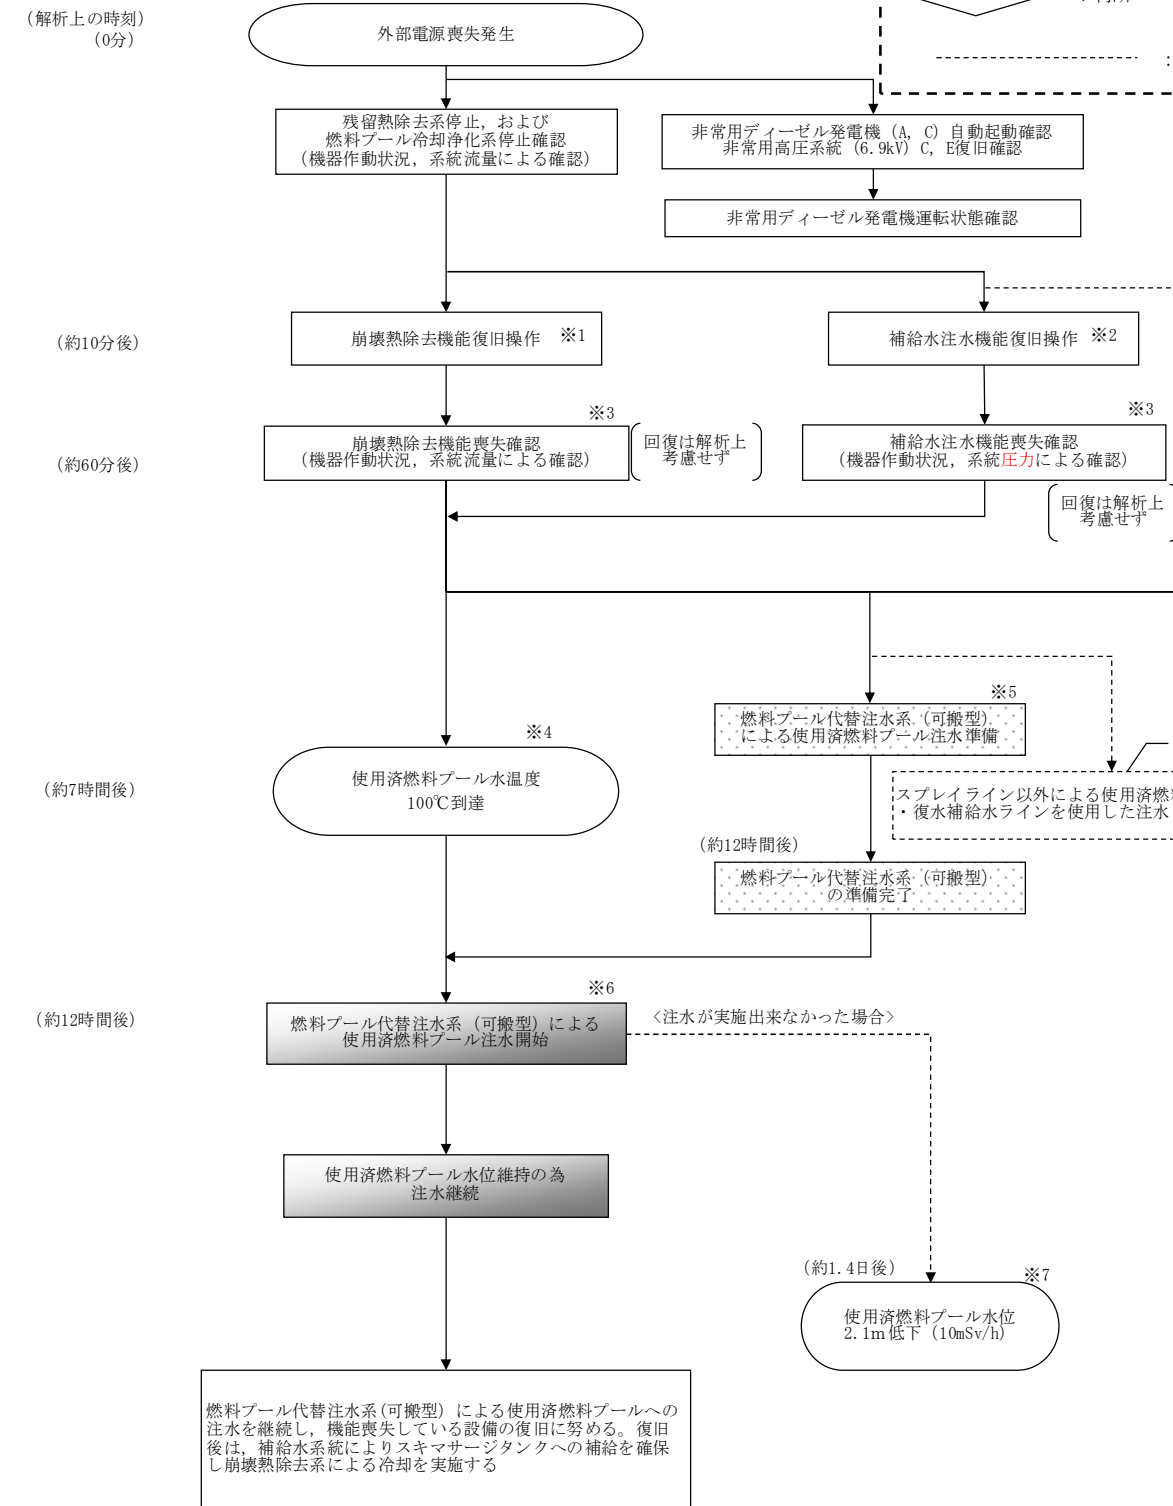 (解析上の時刻)
(0分)
外部電源喪失発生
:
残留熱除去系停止，および
燃料プール冷却浄化系停止確認
(機器作動状況，系統流量による確認)
非常用ディーゼル発電機 (A, C) 自動起動確認
非常用高圧系統 (6.9kV) C, E復旧確認
非常用ディーゼル発電機運転状態確認
(約10分後)
崩壊熱除去機能復旧操作 ※1
補給水注水機能復旧操作 ※2
※3
※3
(約60分後)
崩壊熱除去機能喪失確認
(機器作動状況，系統流量による確認)
回復は解析上
考慮せず
補給水注水機能喪失確認
(機器作動状況，系統圧力による確認)
回復は解析上
考慮せず
※5
燃料プール代替注水系 (可搬型)
による使用済燃料プール注水準備
※4
(約7時間後)
使用済燃料プール水温度
100℃到達
スプレイライン以外による使用済燃
・復水補給水ラインを使用した注水
(約12時間後)
燃料プール代替注水系 (可搬型)
の準備完了
※6
(約12時間後)
燃料プール代替注水系 (可搬型) による
使用済燃料プール注水開始
〈注水が実施出来なかった場合〉
使用済燃料プール水位維持の為
注水継続
(約1.4日後)
※7
使用済燃料プール水位
2.1m低下 (10mSv/h)
燃料プール代替注水系(可搬型) による使用済燃料プールへの
注水を継続し，機能喪失している設備の復旧に努める。復旧
後は，補給水系統によりスキマサージタンクへの補給を確保
し崩壊熱除去系による冷却を実施する